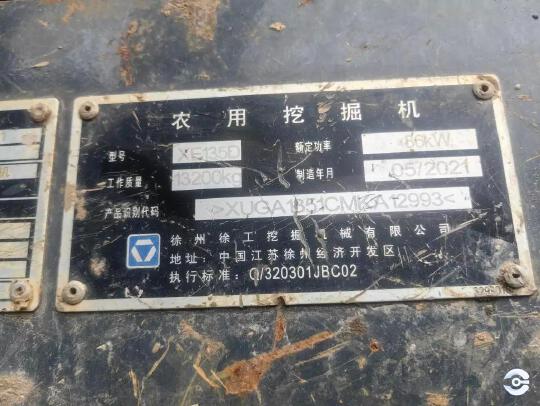 农用挖掘机
型号 XE135D 额定功率 86kW
工作质量 13200kg 制造年月 05/2021
产品识别代码 >XUGA1351CMKA12993<
徐州徐工挖掘机械有限公司
地址：中国江苏徐州经济开发区
执行标准：Q/320301JBC02